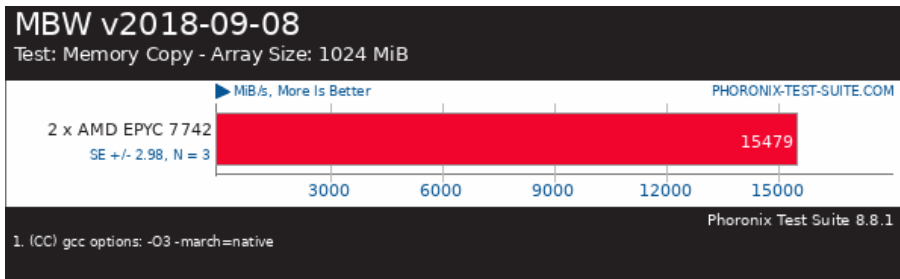 MBW v2018-09-08
Test: Memory Copy - Array Size: 1024 MiB
MiB/s, More Is Better PHORONIX-TEST-SUITE.COM
2 x AMD EPYC 7742
15479
SE +/- 2.98, N = 3
3000 6000 9000 12000 15000
Phoronix Test Suite 8.8.1
1. (CC) gcc options: -O3 -march=native